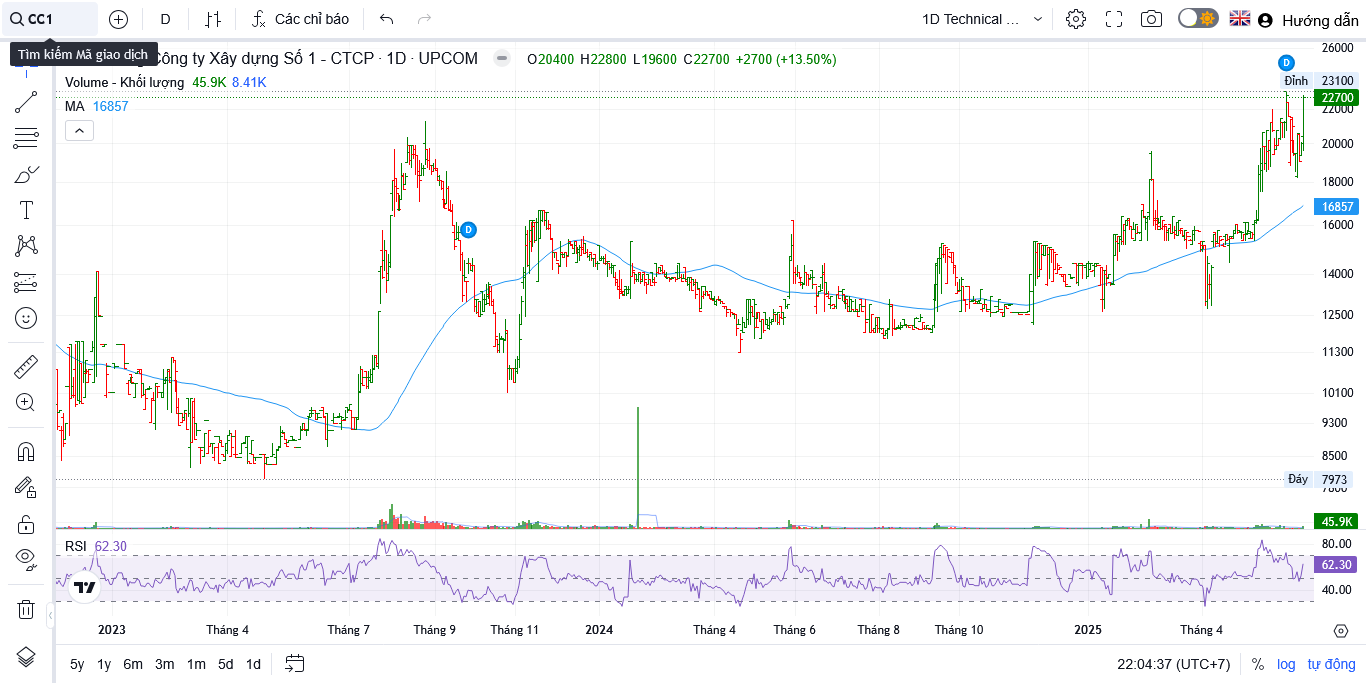 CC1
D
Các chỉ báo
1D Technical ...
Hướng dẫn
Tìm kiếm Mã giao dịch
Công ty Xây dựng Số 1 - CTCP · 1D · UPCOM
O20400 H22800 L19600 C22700 +2700 (+13.50%)
Volume - Khối lượng 45.9K 8.41K
MA 16857
D
D
26000
Đỉnh 23100
22700
22000
20000
18000
16857
16000
14000
12500
11300
10100
9300
8500
Đáy 7973
7800
45.9K
RSI 62.30
80.00
62.30
40.00
2023 Tháng 4 Tháng 7 Tháng 9 Tháng 11 2024 Tháng 4 Tháng 6 Tháng 8 Tháng 10 2025 Tháng 4
5y 1y 6m 3m 1m 5d 1d
22:04:37 (UTC+7) % log tự động